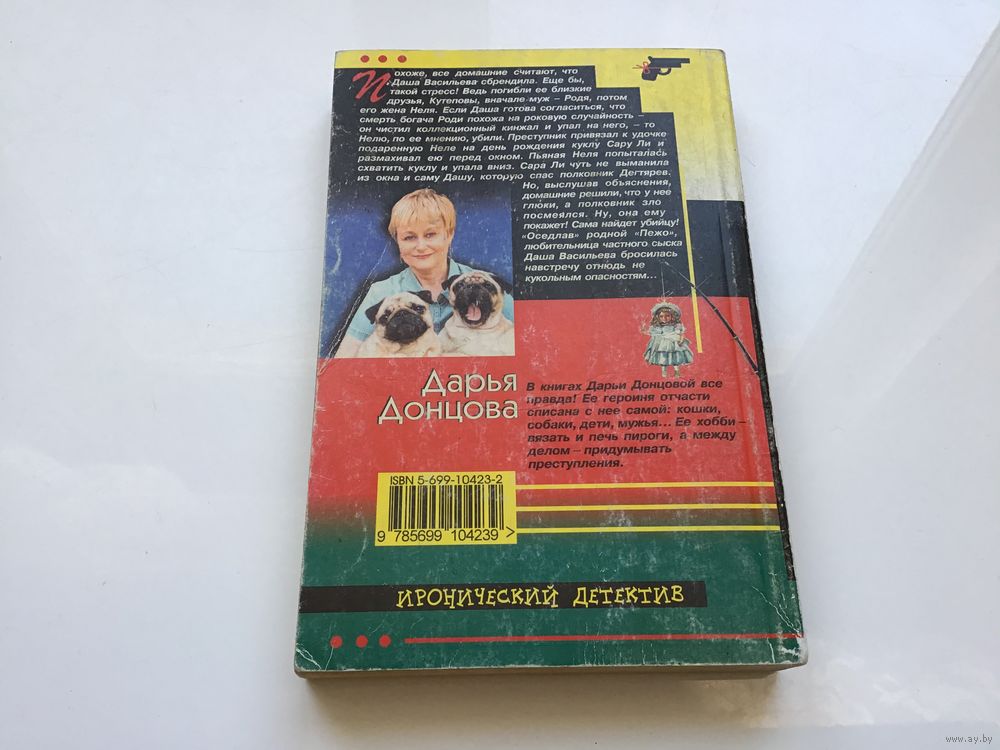 Похоже, все домашние считают, что
Даша Васильева сбрендила. Еще бы,
такой стресс! Ведь погибли ее близкие
друзья, Кутеповы, вначале муж – Родя, потом
его жена Неля. Если Даша готова согласиться, что
смерть богача Роди похожа на роковую случайность –
он чистил коллекционный кинжал и упал на него, – то
Нелю, по ее мнению, убили. Преступник привязал к удочке
подаренную Неле на день рождения куклу Сару Ли и
размахивал ею перед окном. Пьяная Неля попыталась
схватить куклу и упала вниз. Сара Ли чуть не выманила
из окна и саму Дашу, которую спас полковник Дегтярев.
Но, выслушав объяснения,
домашние решили, что у нее
глюки, а полковник зло
посмеялся. Ну, она ему
покажет! Сама найдет убийцу!
«Оседлав» родной «Пежо»,
любительница частного сыска
Даша Васильева бросилась
навстречу отнюдь не
кукольным опасностям...
Дарья
Донцова
В книгах Дарьи Донцовой все
правда! Ее героиня отчасти
списана с нее самой: кошки,
собаки, дети, мужья... Ее хобби –
вязать и печь пироги, а между
делом – придумывать
преступления.
ISBN 5-699-10423-2
9 785699 104239 >
ИРОНИЧЕСКИЙ ДЕТЕКТИВ
www.ay.by